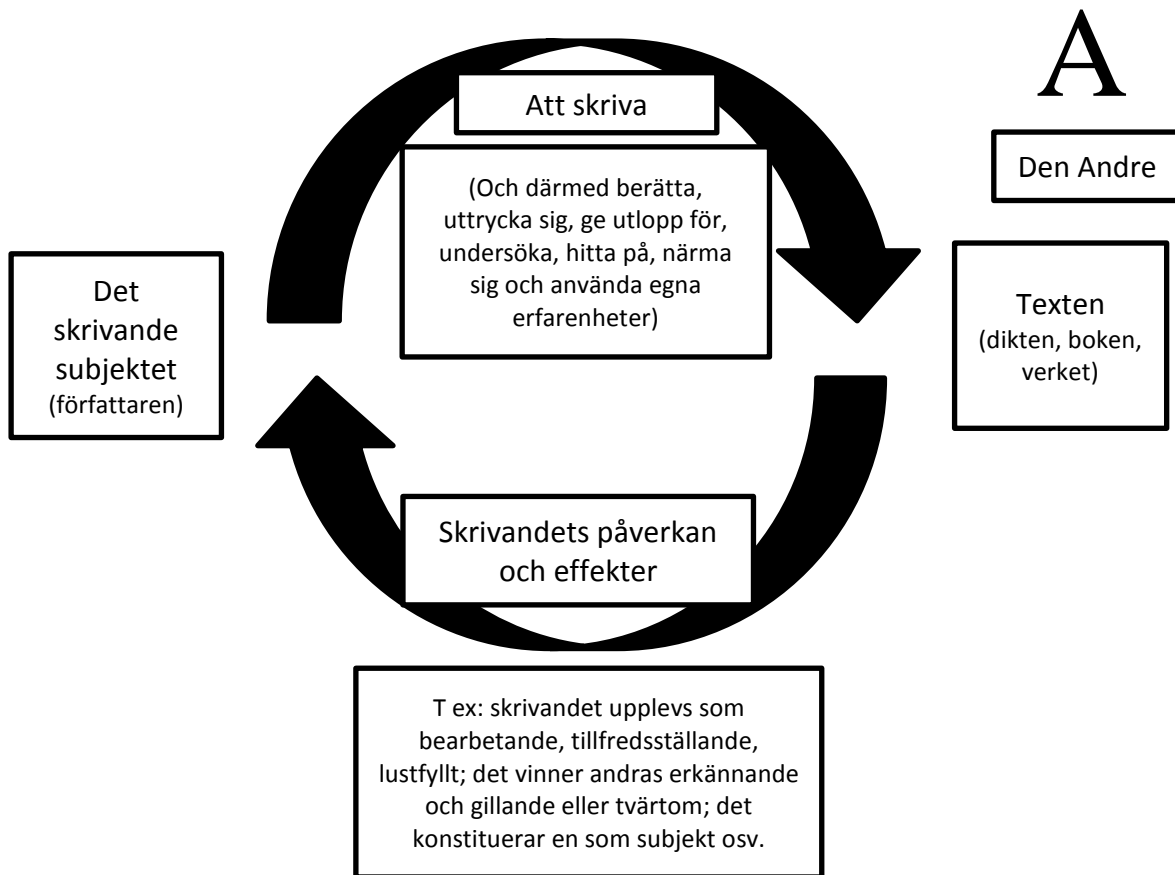 A
Att skriva
Den Andre
(Och därmed berätta,
uttrycka sig, ge utlopp för,
undersöka, hitta på, närma
sig och använda egna
erfarenheter)
Det
skrivande
subjektet
(författaren)
Texten
(dikten, boken,
verket)
Skrivandets påverkan
och effekter
T ex: skrivandet upplevs som
bearbetande, tillfredsställande,
lustfyllt; det vinner andras erkännande
och gillande eller tvärtom; det
konstituerar en som subjekt osv.